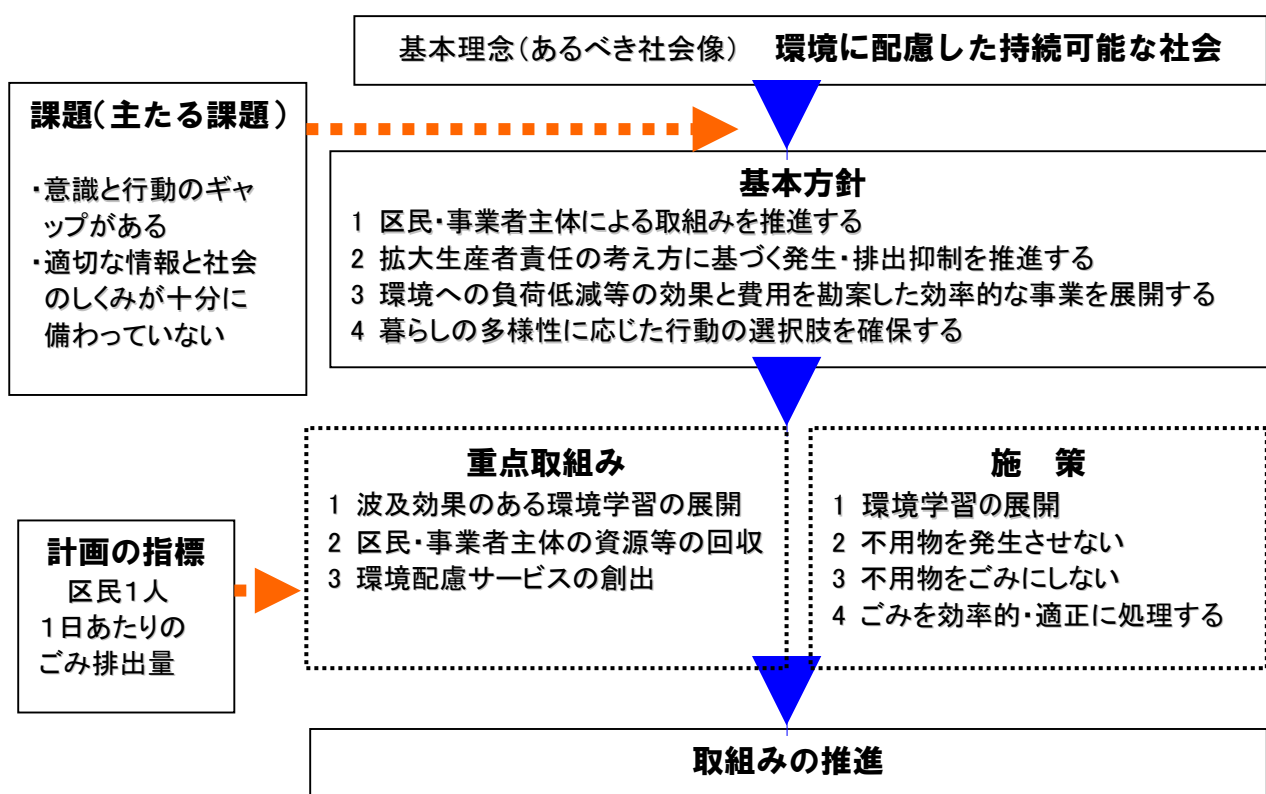 基本理念(あるべき社会像) 環境に配慮した持続可能な社会
課題(主たる課題)
・意識と行動のギャ
ップがある
・適切な情報と社会
のしくみが十分に
備わっていない
基本方針
1 区民・事業者主体による取組みを推進する
2 拡大生産者責任の考え方に基づく発生・排出抑制を推進する
3 環境への負荷低減等の効果と費用を勘案した効率的な事業を展開する
4 暮らしの多様性に応じた行動の選択肢を確保する
重点取組み
1 波及効果のある環境学習の展開
2 区民・事業者主体の資源等の回収
3 環境配慮サービスの創出
施 策
1 環境学習の展開
2 不用物を発生させない
3 不用物をごみにしない
4 ごみを効率的・適正に処理する
計画の指標
区民1人
1日あたりの
ごみ排出量
取組みの推進